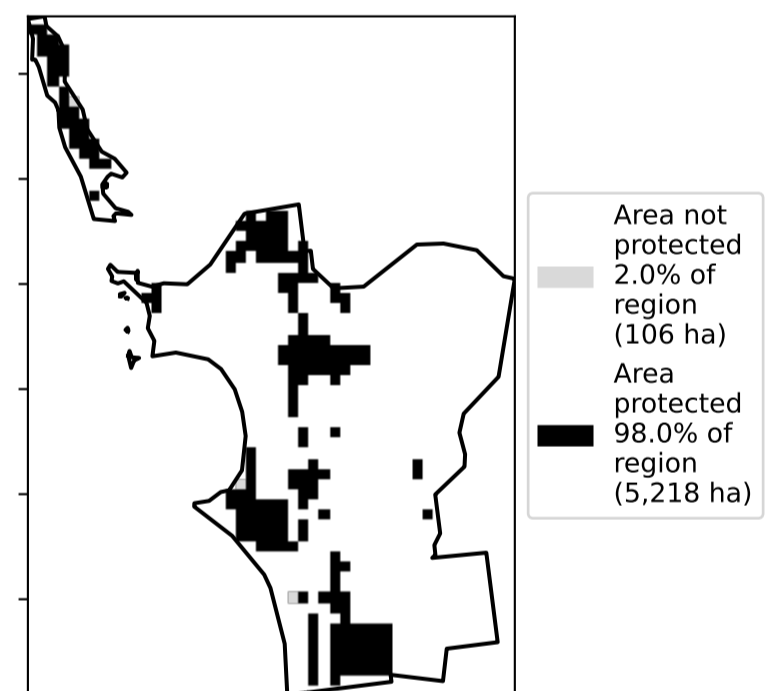 Area not
protected
2.0% of
region
(106 ha)
Area
protected
98.0% of
region
(5,218 ha)